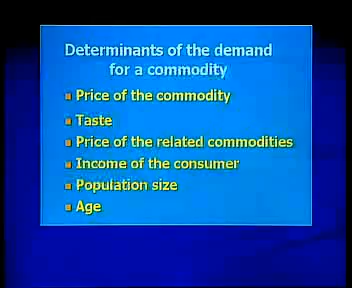 Determinants of the demand
for a commodity
Price of the commodity
Taste
Price of the related commodities
Income of the consumer
Population size
Age